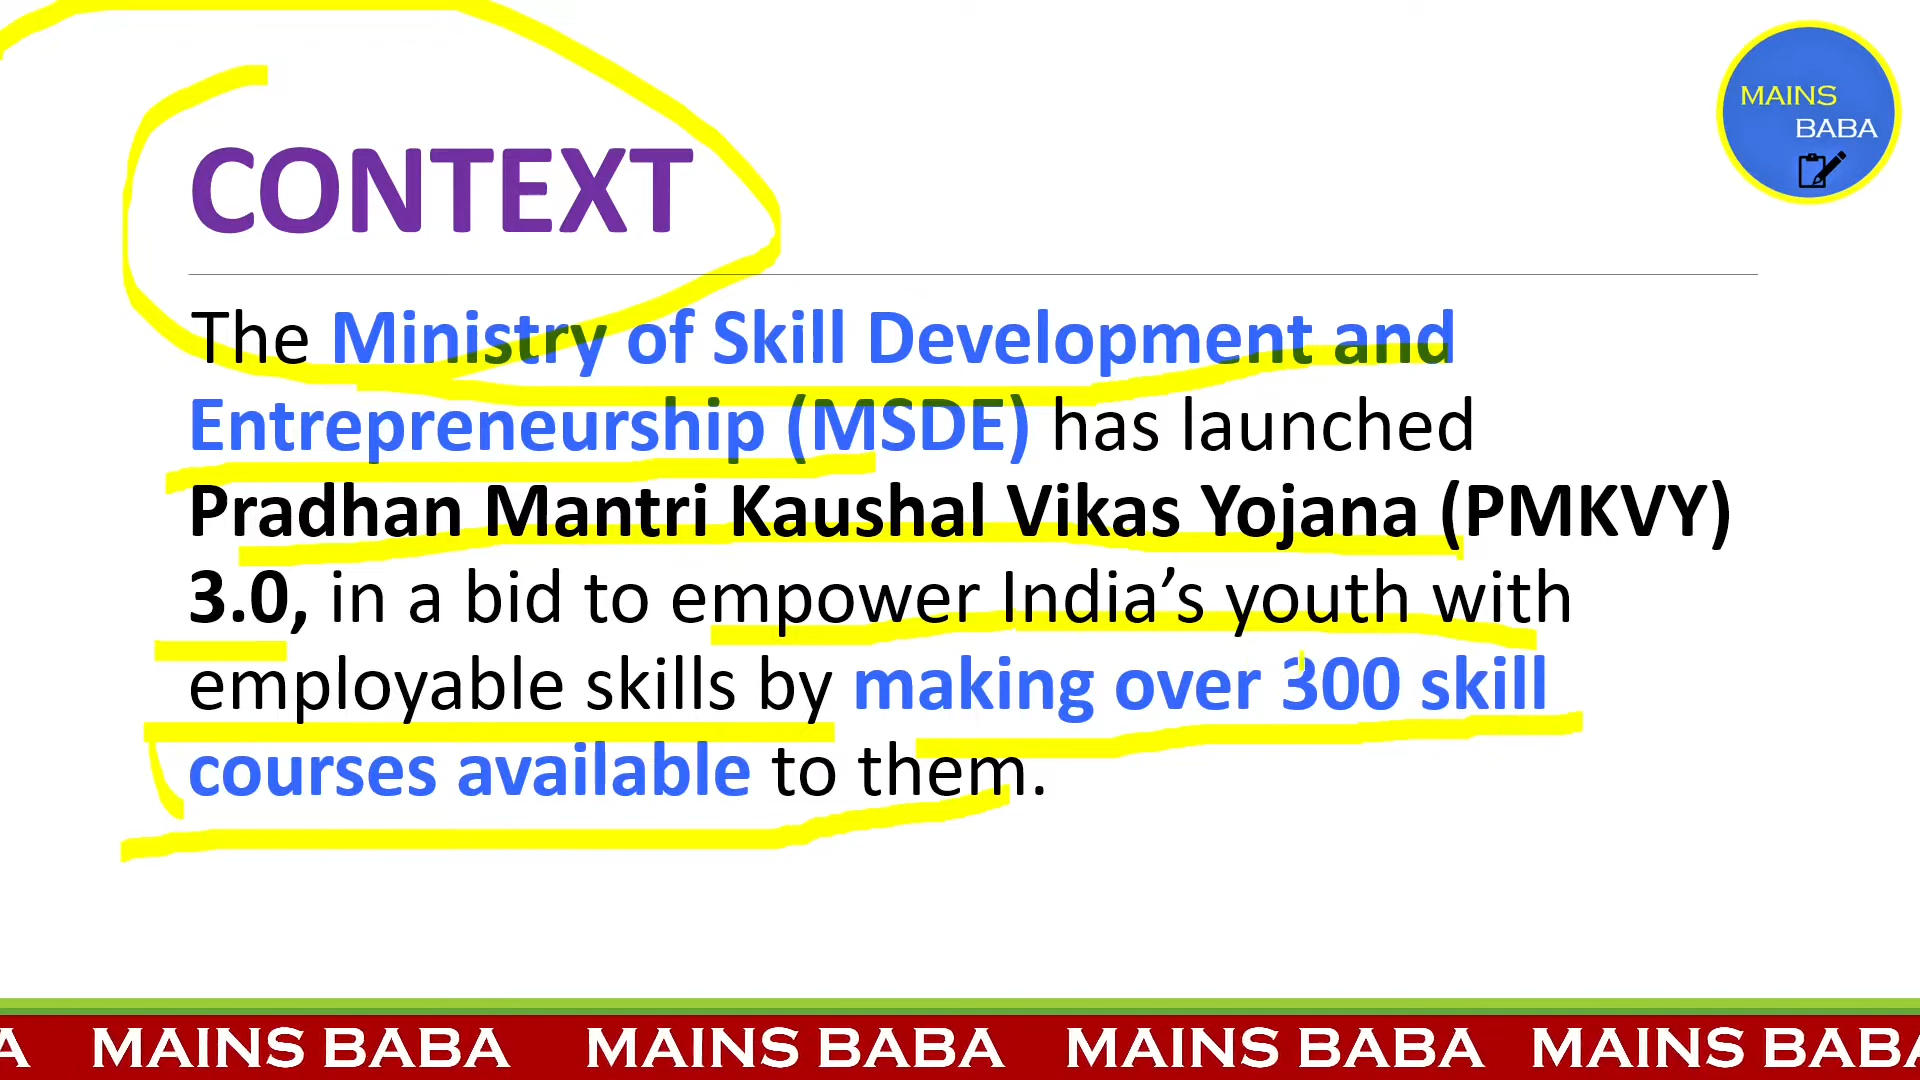 MAINS
BABA
CONTEXT
The Ministry of Skill Development and
Entrepreneurship (MSDE) has launched
Pradhan Mantri Kaushal Vikas Yojana (PMKVY)
3.0, in a bid to empower India’s youth with
employable skills by making over 300 skill
courses available to them.
A MAINS BABA MAINS BABA MAINS BABA MAINS BABA